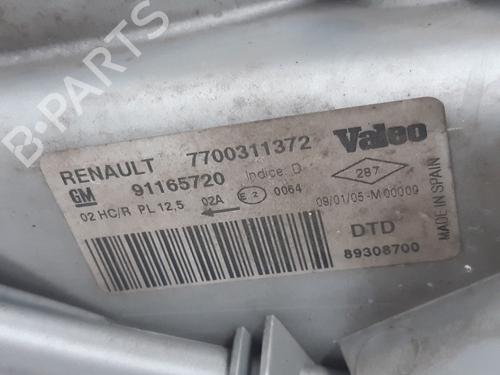 B-PARTS
RENAULT 7700311372 Valeo
GM 91165720 Indice D 287
02 HC/R PL 12,5 02A E2 0064 09/01/05-M 00009
DTD
89308700
MADE IN SPAIN